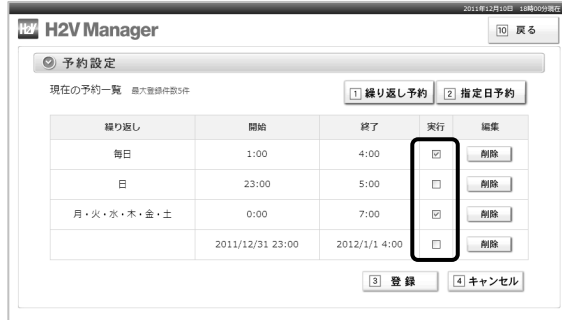 2011年12月10日 18時00分現在
H2V H2V Manager
10 戻る
予約設定
現在の予約一覧 最大登録件数5件
1 繰り返し予約 2 指定日予約
繰り返し 開始 終了 実行 編集
毎日 1:00 4:00 削除
日 23:00 5:00 削除
月・火・水・木・金・土 0:00 7:00 削除
2011/12/31 23:00 2012/1/1 4:00 削除
3 登録 4 キャンセル